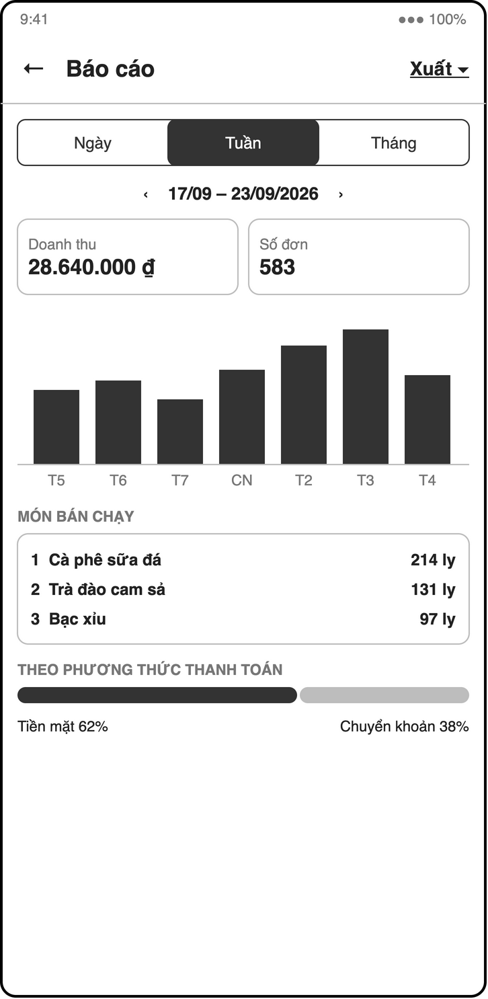 9:41 ●●● 100%
← Báo cáo Xuất ▾
Ngày Tuần Tháng
‹ 17/09 – 23/09/2026 ›
Doanh thu Số đơn
28.640.000 ₫ 583
T5 T6 T7 CN T2 T3 T4
MÓN BÁN CHẠY
1 Cà phê sữa đá 214 ly
2 Trà đào cam sả 131 ly
3 Bạc xỉu 97 ly
THEO PHƯƠNG THỨC THANH TOÁN
Tiền mặt 62% Chuyển khoản 38%